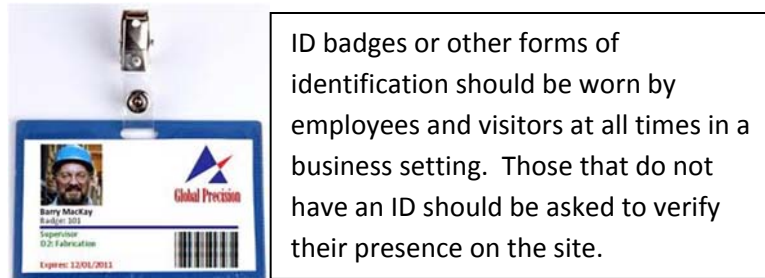 Global Precision
Barry MacKay
Badge: 101
Supervisor
D2: Fabrication
Expires: 12/01/2011
ID badges or other forms of
identification should be worn by
employees and visitors at all times in a
business setting.  Those that do not
have an ID should be asked to verify
their presence on the site.